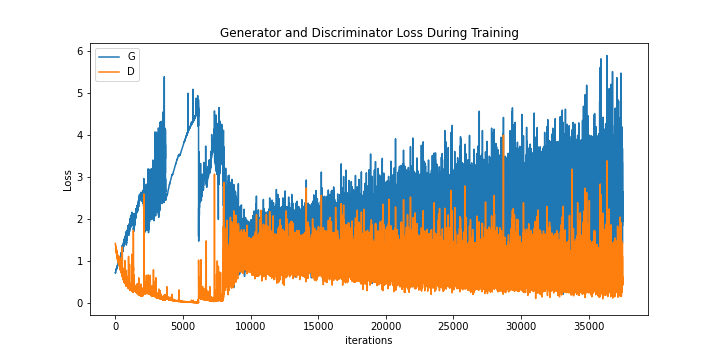 Generator and Discriminator Loss During Training
G
D
6
5
4
3
2
1
0
Loss
0 5000 10000 15000 20000 25000 30000 35000
iterations